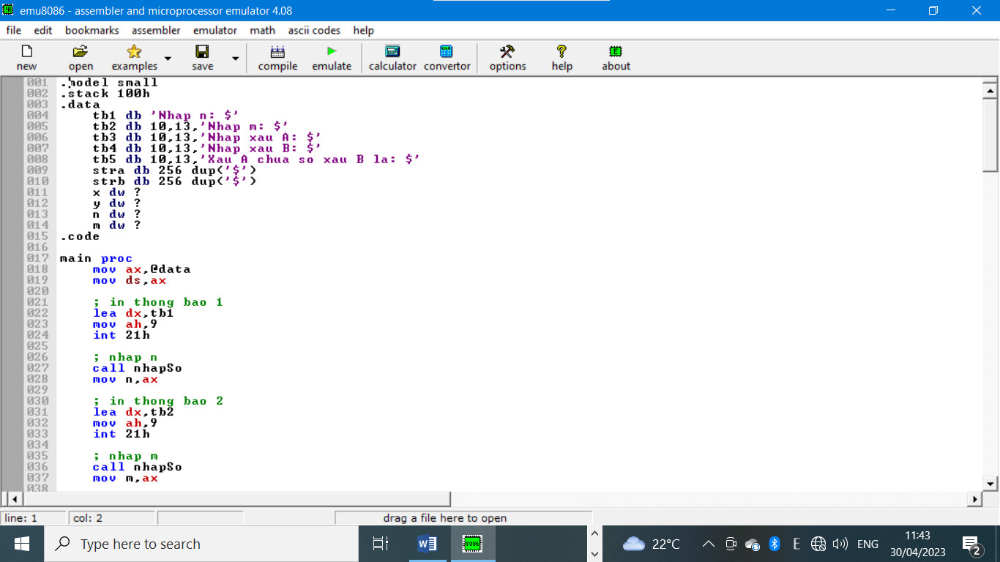 emu8086 - assembler and microprocessor emulator 4.08
file edit bookmarks assembler emulator math ascii codes help
new open examples save compile emulate calculator convertor options help about
001 .model small
002 .stack 100h
003 .data
004 tb1 db 'Nhap n: $'
005 tb2 db 10,13,'Nhap m: $'
006 tb3 db 10,13,'Nhap xau A: $'
007 tb4 db 10,13,'Nhap xau B: $'
008 tb5 db 10,13,'Xau A chua so xau B la: $'
009 stra db 256 dup('$')
010 strb db 256 dup('$')
011 x dw ?
012 y dw ?
013 n dw ?
014 m dw ?
015 .code
016
017 main proc
018 mov ax,@data
019 mov ds,ax
020
021 ; in thong bao 1
022 lea dx,tb1
023 mov ah,9
024 int 21h
025
026 ; nhap n
027 call nhapSo
028 mov n,ax
029
030 ; in thong bao 2
031 lea dx,tb2
032 mov ah,9
033 int 21h
034
035 ; nhap m
036 call nhapSo
037 mov m,ax
038
line: 1 col: 2 drag a file here to open
Type here to search
W
8086
22°C
E
ENG
11:43
30/04/2023
2